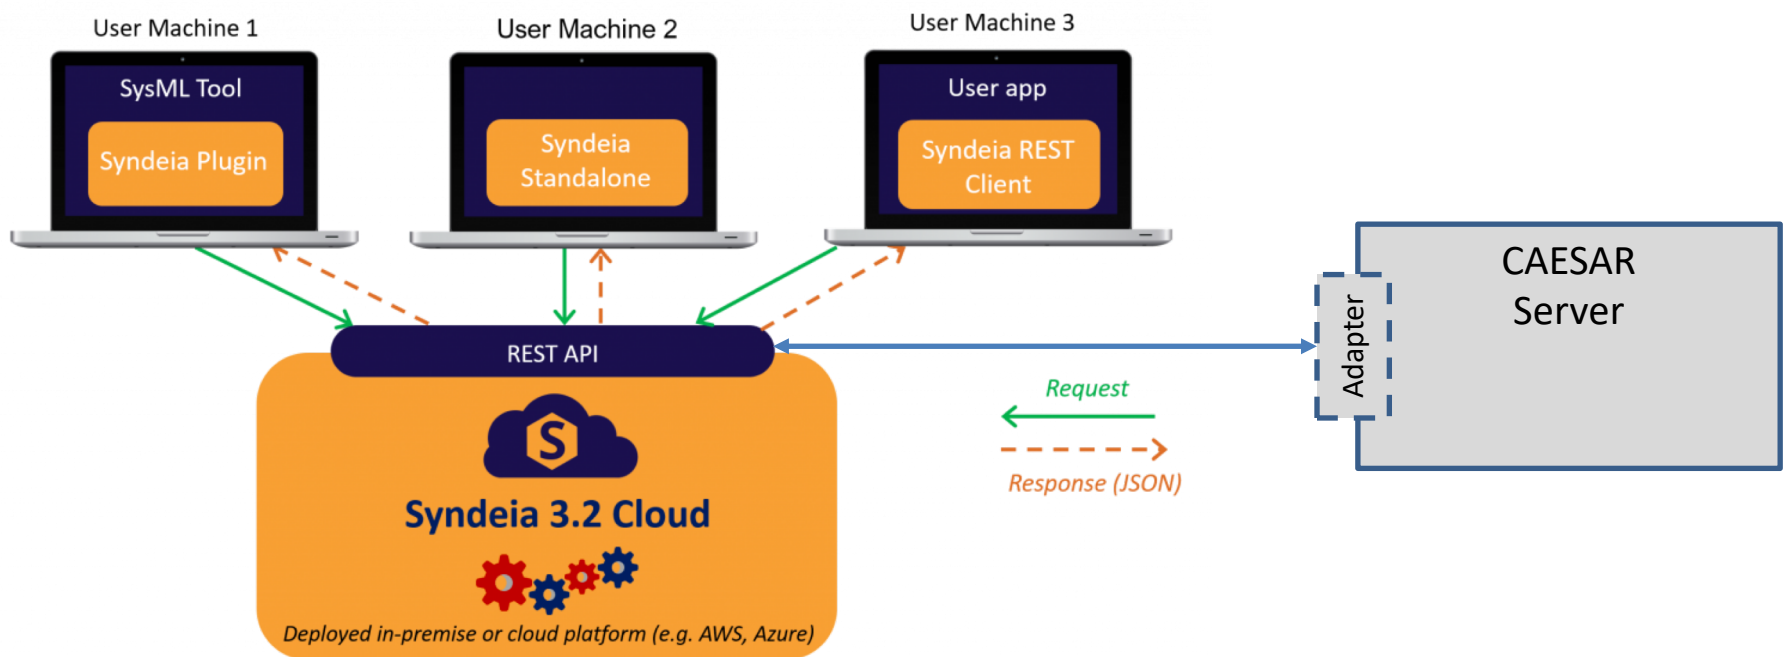 User Machine 1
User Machine 2
User Machine 3
SysML Tool
Syndeia Plugin
Syndeia
Standalone
User app
Syndeia REST
Client
CAESAR
Server
Adapter
REST API
Request
Response (JSON)
S
Syndeia 3.2 Cloud
Deployed in-premise or cloud platform (e.g. AWS, Azure)